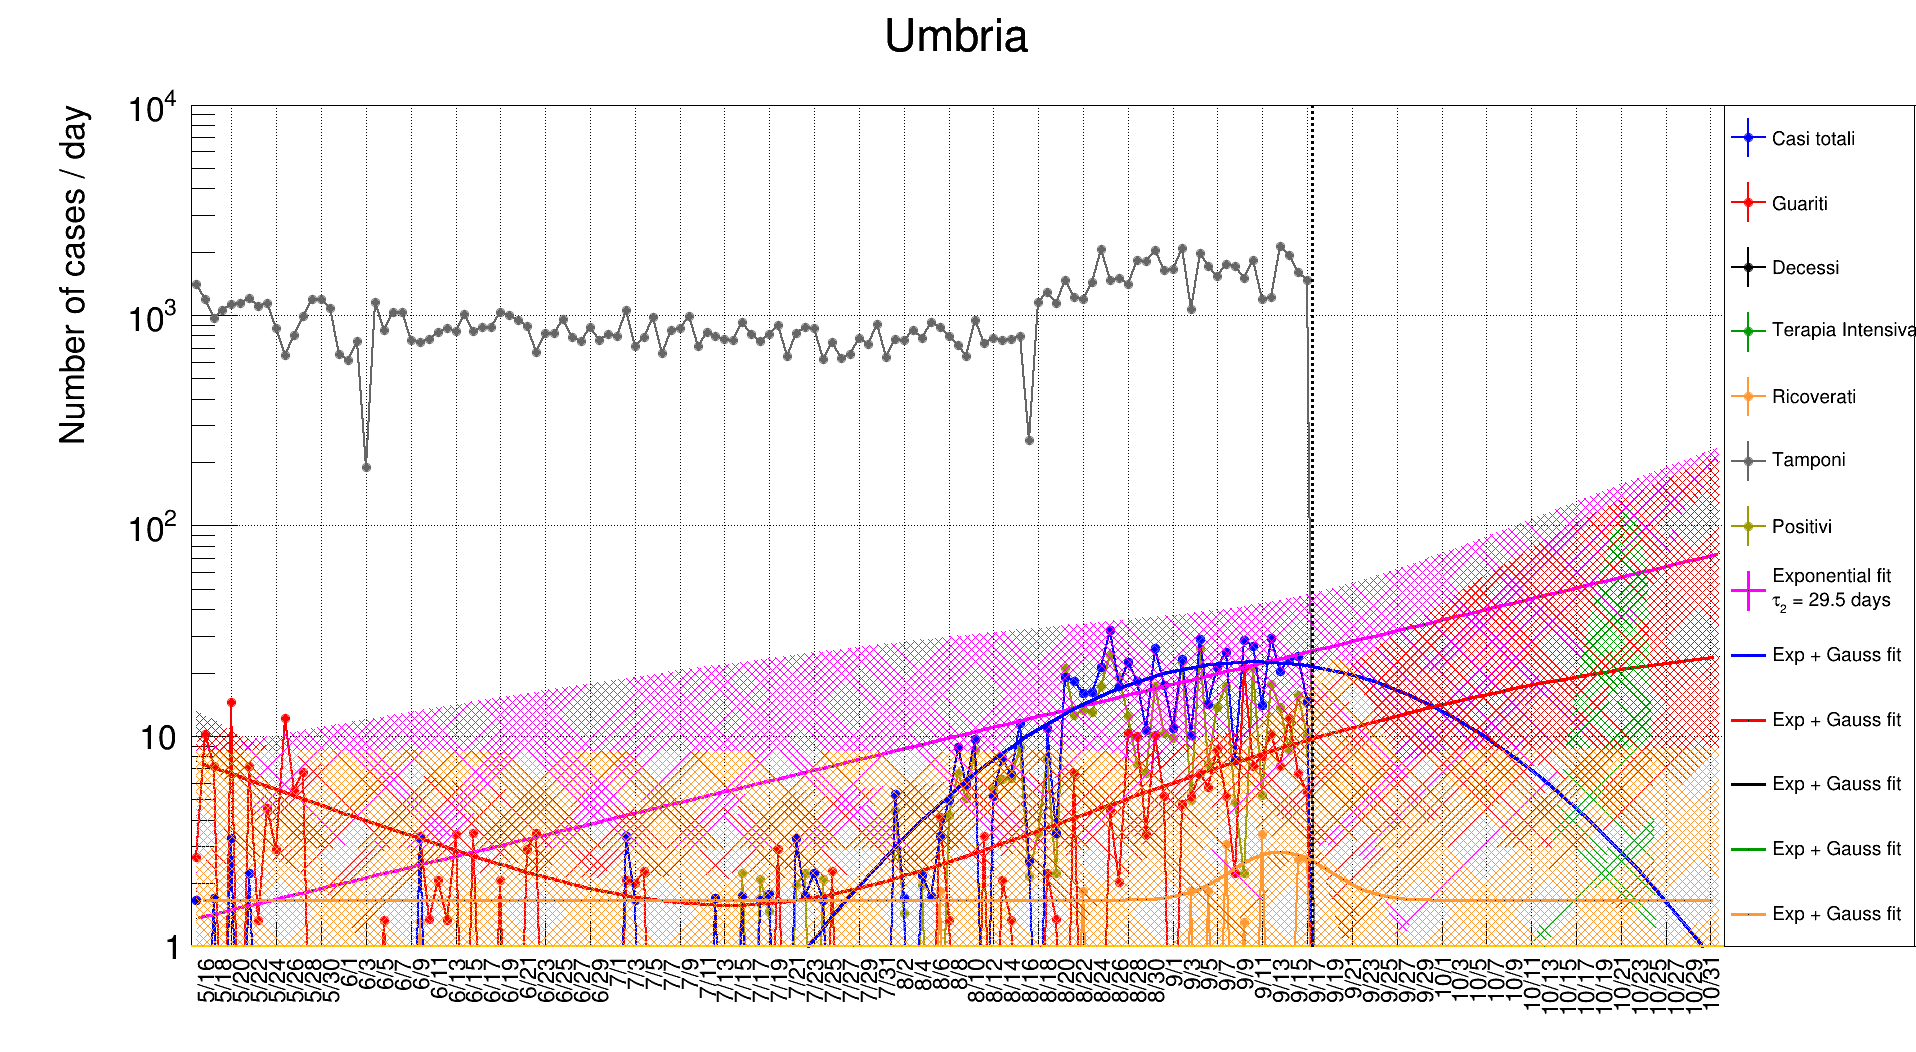 Umbria
Number of cases / day
10^4
10^3
10^2
10
1
5/16 5/18 5/20 5/22 5/24 5/26 5/28 5/30 6/1 6/3 6/5 6/7 6/9 6/11 6/13 6/15 6/17 6/19 6/21 6/23 6/25 6/27 6/29 7/1 7/3 7/5 7/7 7/9 7/11 7/13 7/15 7/17 7/19 7/21 7/23 7/25 7/27 7/29 7/31 8/2 8/4 8/6 8/8 8/10 8/12 8/14 8/16 8/18 8/20 8/22 8/24 8/26 8/28 8/30 9/1 9/3 9/5 9/7 9/9 9/11 9/13 9/15 9/17 9/19 9/21 9/23 9/25 9/27 9/29 10/1 10/3 10/5 10/7 10/9 10/11 10/13 10/15 10/17 10/19 10/21 10/23 10/25 10/27 10/29 10/31
Casi totali
Guariti
Decessi
Terapia Intensiva
Ricoverati
Tamponi
Positivi
Exponential fit
τ_2 = 29.5 days
Exp + Gauss fit
Exp + Gauss fit
Exp + Gauss fit
Exp + Gauss fit
Exp + Gauss fit